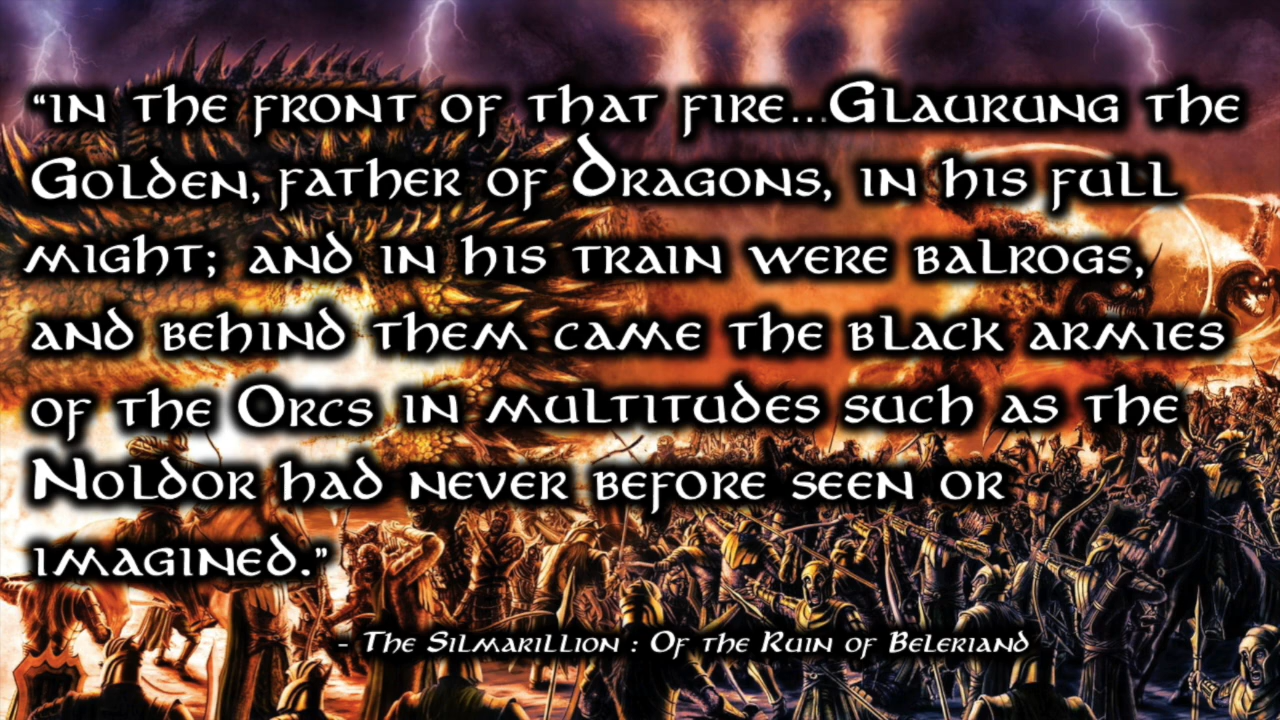 "In the front of that fire...Glaurung the
Golden, father of Dragons, in his full
might; and in his train were balrogs,
and behind them came the black armies
of the Orcs in multitudes such as the
Noldor had never before seen or
imagined."
- The Silmarillion : Of the Ruin of Beleriand -